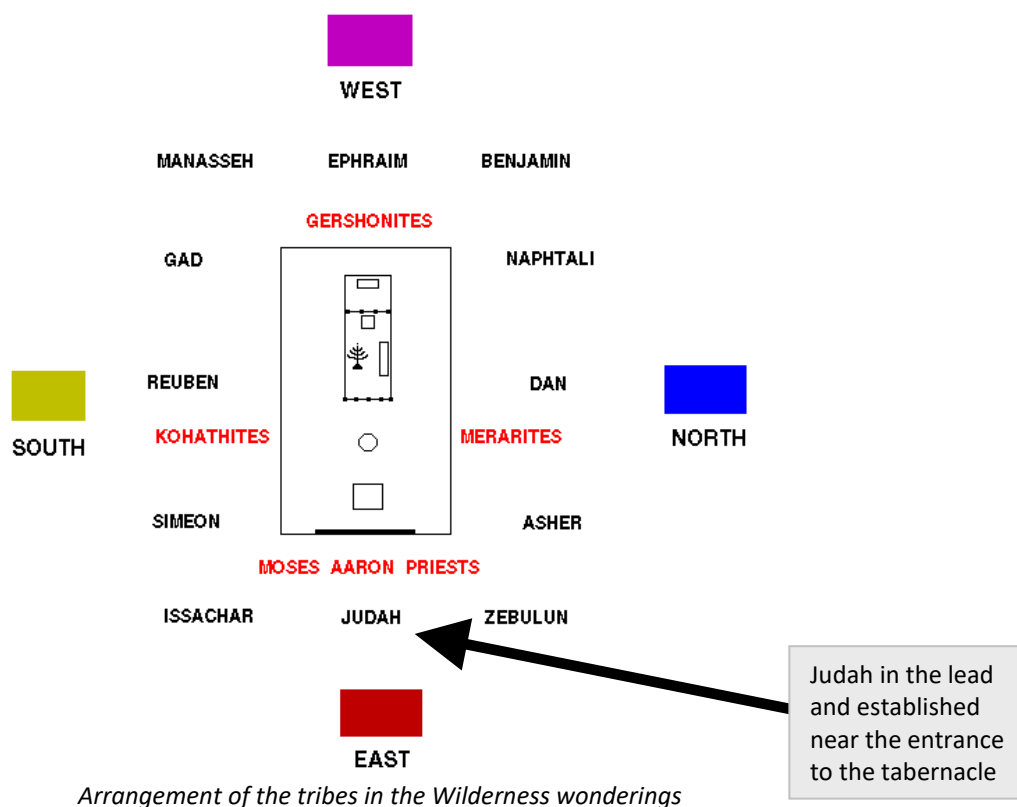 WEST
MANASSEH EPHRAIM BENJAMIN
GERSHONITES
GAD NAPHTALI
REUBEN DAN
KOHATHITES MERARITES
SOUTH NORTH
SIMEON ASHER
MOSES AARON PRIESTS
ISSACHAR JUDAH ZEBULUN
Judah in the lead
and established
near the entrance
to the tabernacle
EAST
Arrangement of the tribes in the Wilderness wonderings